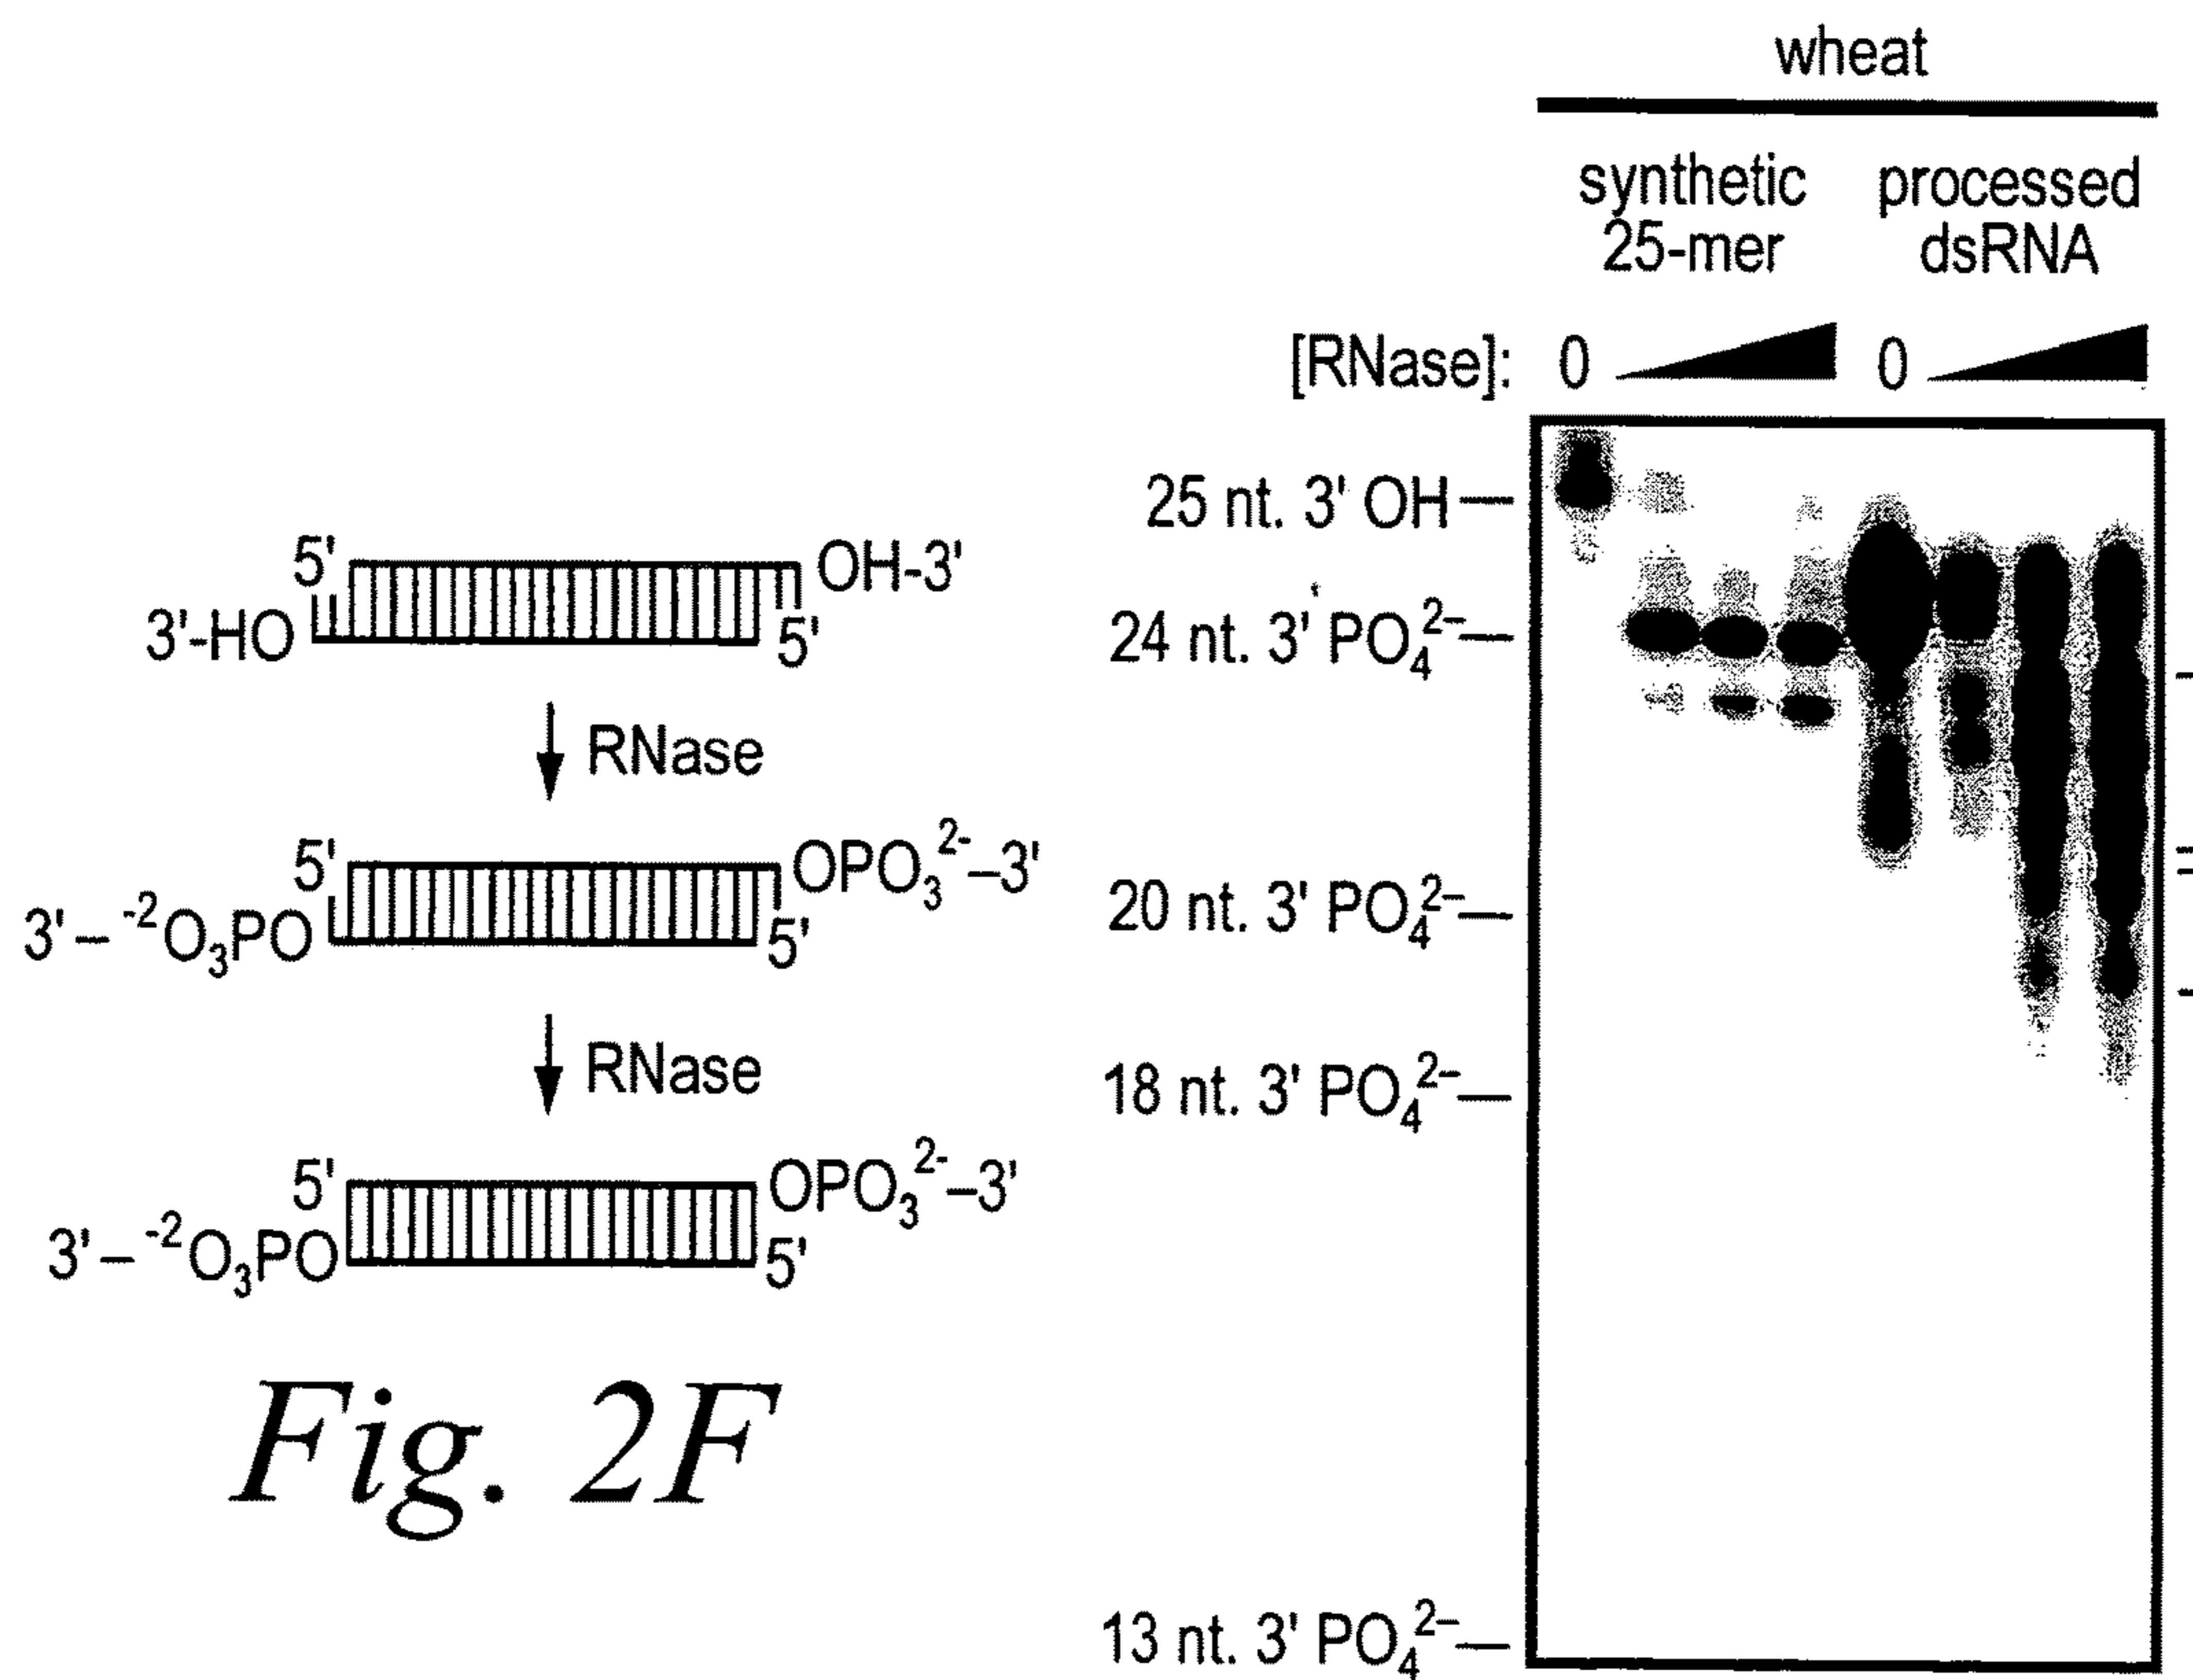 wheat
synthetic processed
25-mer dsRNA
[RNase]: 0 0
25 nt. 3' OH
24 nt. 3' PO₄²⁻
20 nt. 3' PO₄²⁻
18 nt. 3' PO₄²⁻
13 nt. 3' PO₄²⁻
5' OH-3'
3'-HO 5'
RNase
5' OPO₃²⁻–3'
3'– ⁻²O₃PO 5'
RNase
5' OPO₃²⁻–3'
3'– ⁻²O₃PO 5'
Fig. 2F